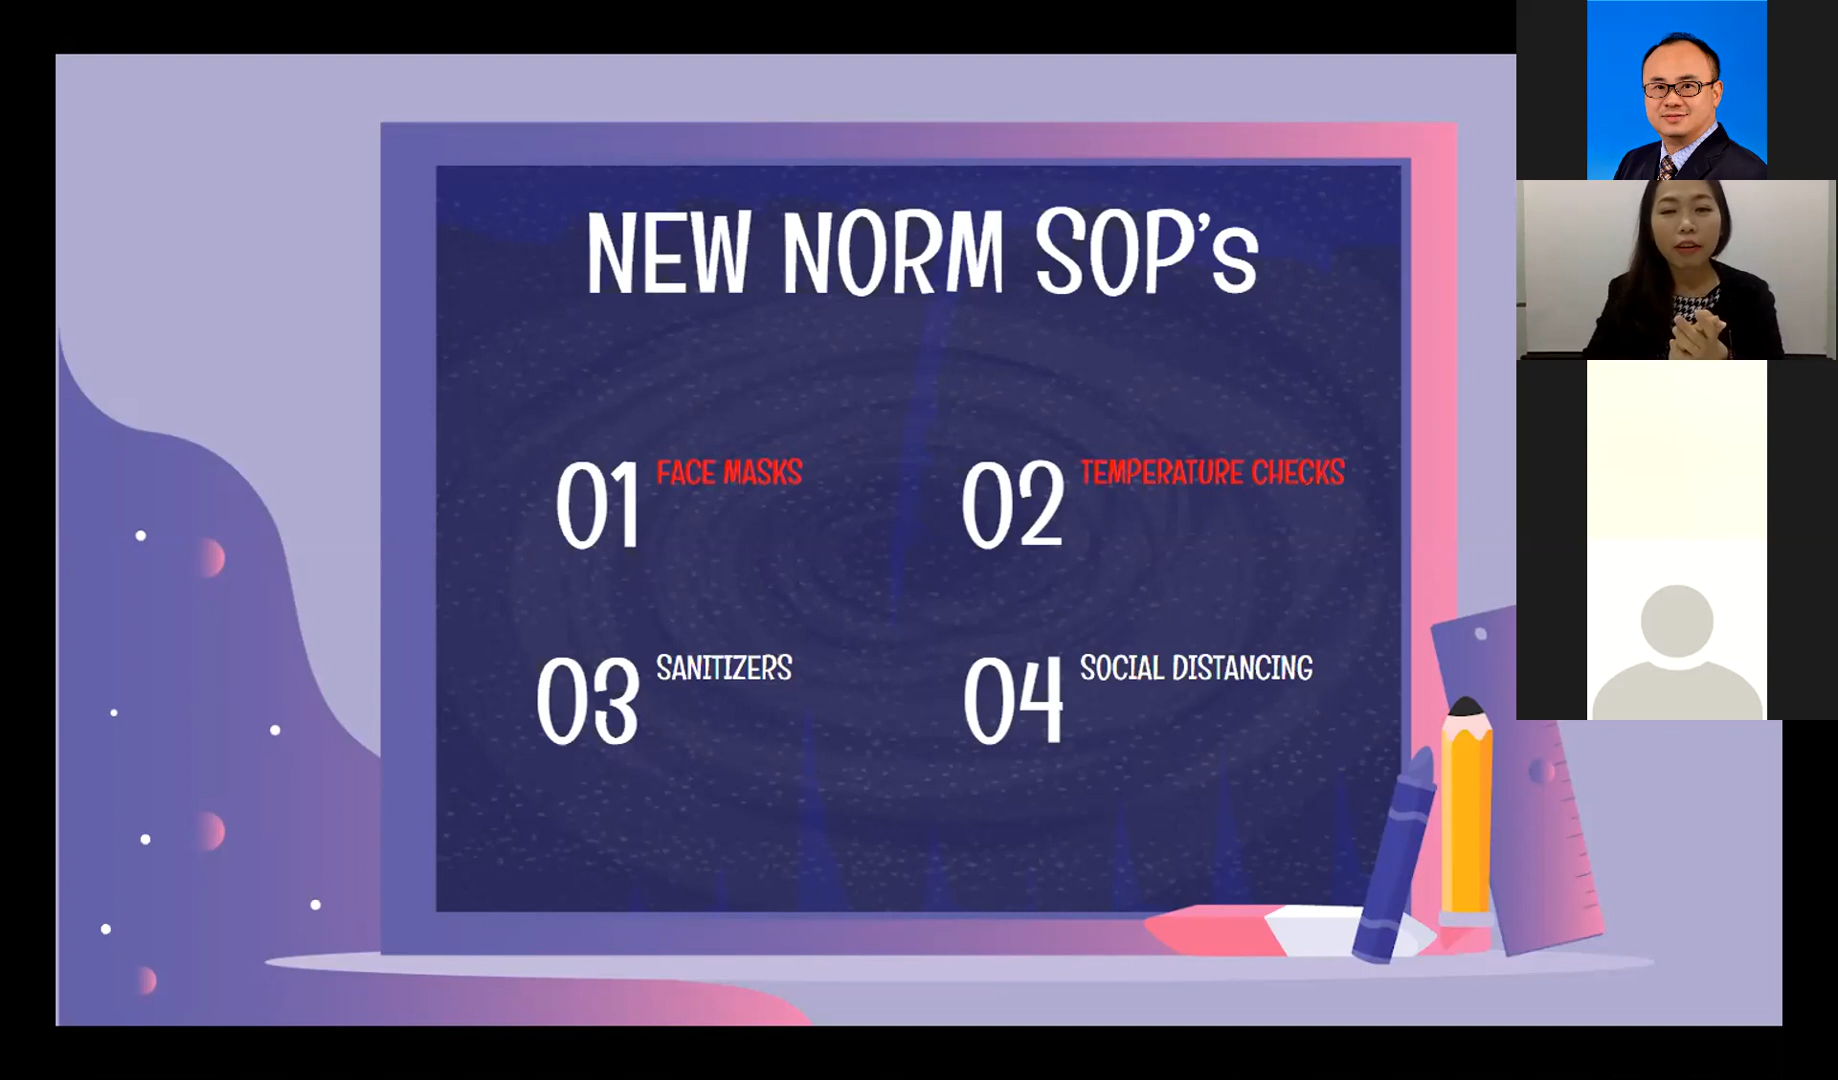 NEW NORM SOP's
01 FACE MASKS
02 TEMPERATURE CHECKS
03 SANITIZERS
04 SOCIAL DISTANCING